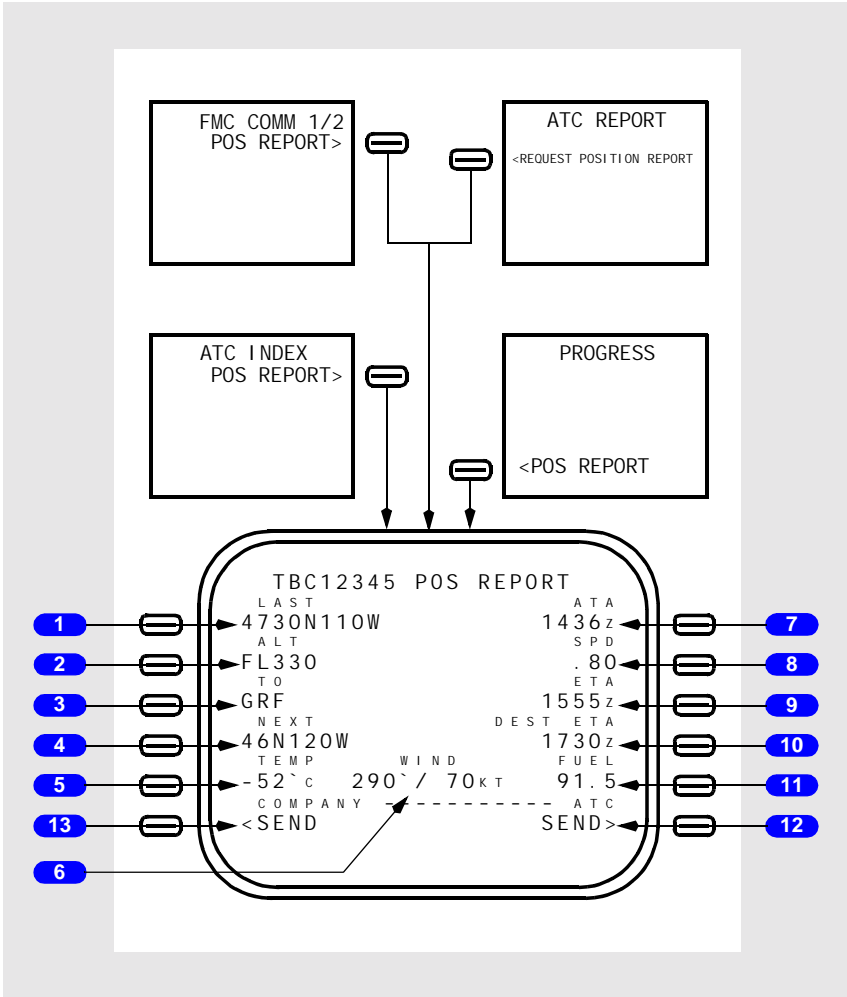 FMC COMM 1/2
POS REPORT>
ATC REPORT
<REQUEST POSITION REPORT
ATC INDEX
POS REPORT>
PROGRESS
<POS REPORT
TBC12345 POS REPORT
LAST ATA
1 4730N110W 1436z 7
ALT SPD
2 FL330 .80 8
TO ETA
3 GRF 1555z 9
NEXT DEST ETA
4 46N120W 1730z 10
TEMP WIND FUEL
5 -52`c 290`/ 70KT 91.5 11
COMPANY ----------- ATC
13 <SEND SEND> 12
6